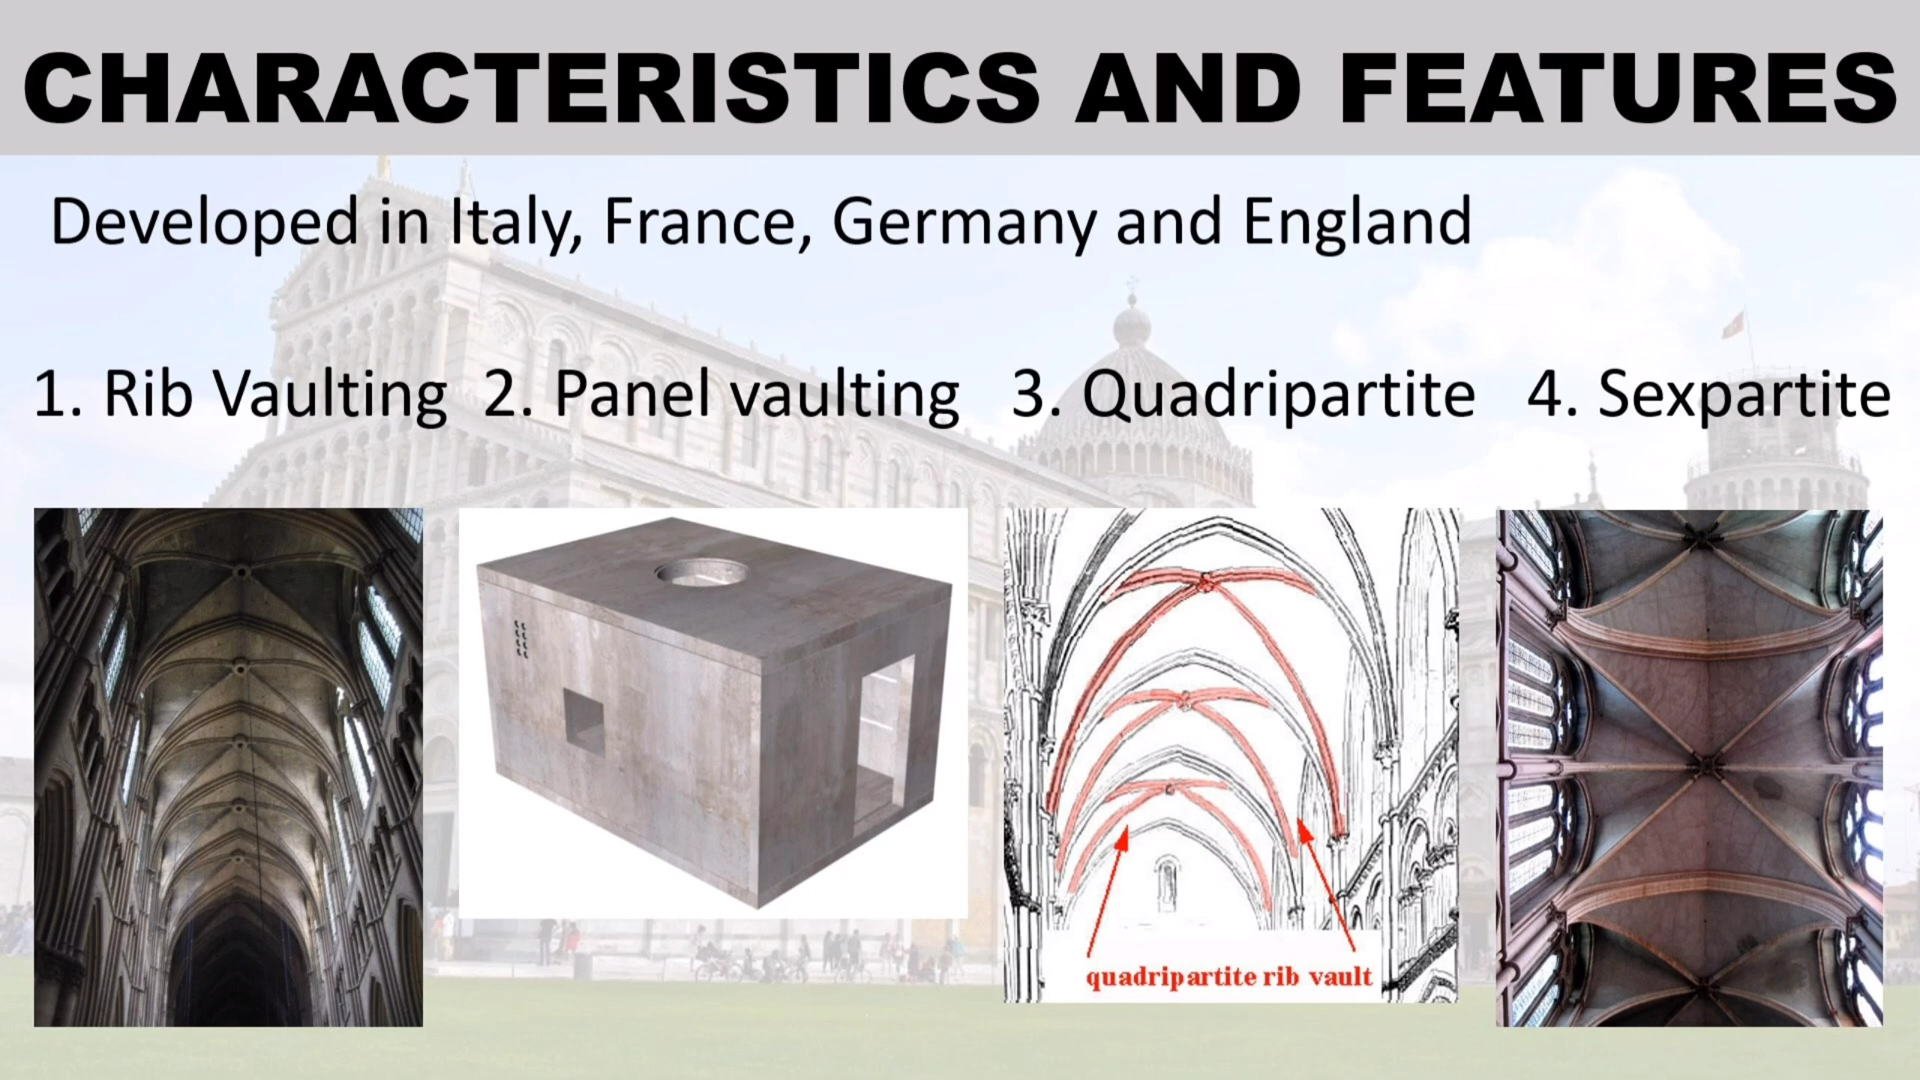 CHARACTERISTICS AND FEATURES
Developed in Italy, France, Germany and England
1. Rib Vaulting 2. Panel vaulting 3. Quadripartite 4. Sexpartite
quadripartite rib vault